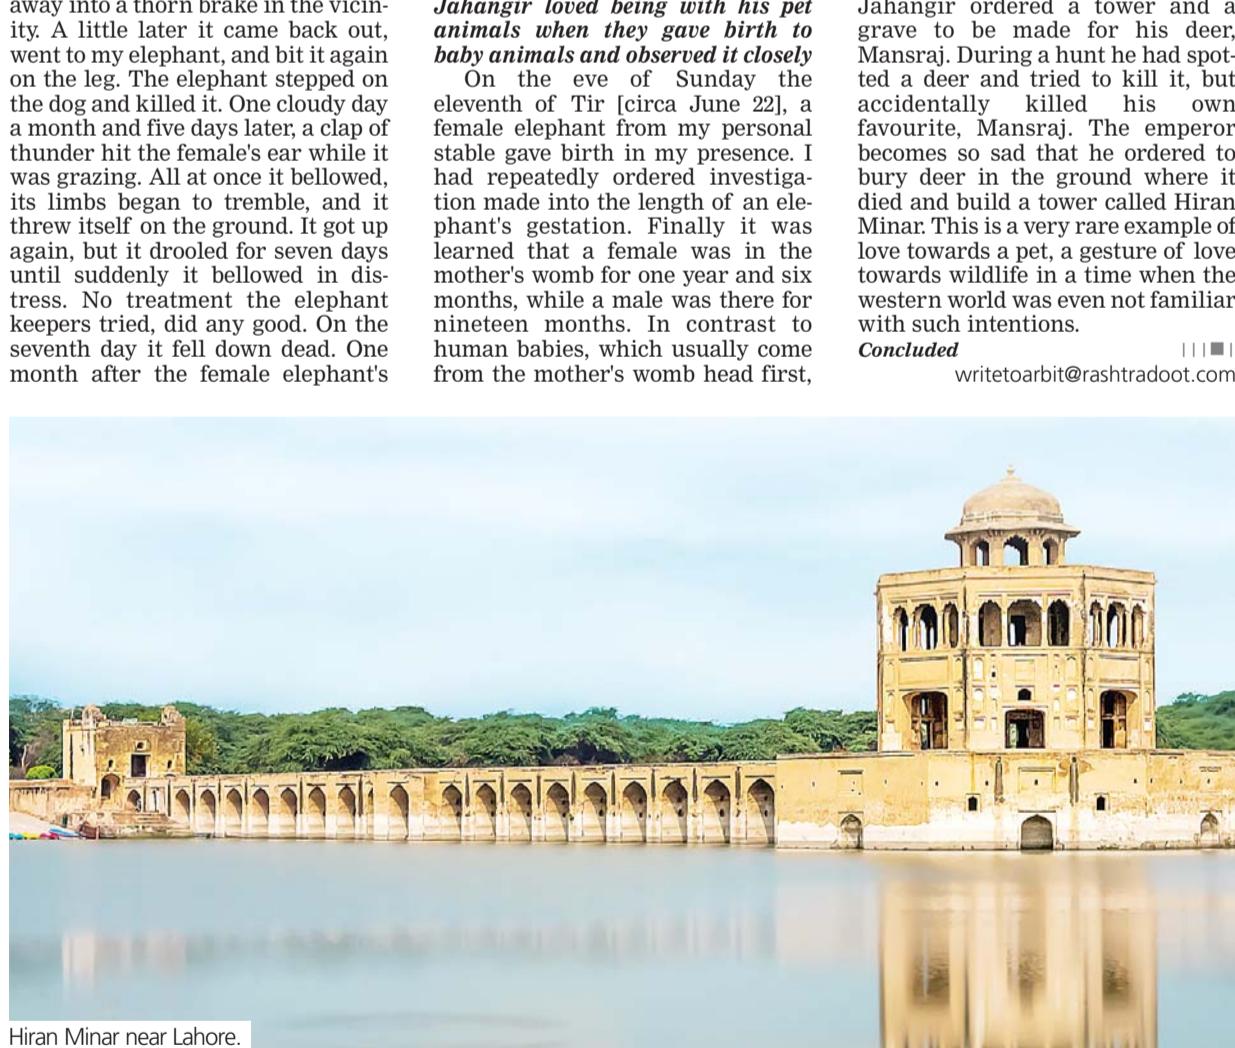 away into a thorn brake in the vicin-
ity. A little later it came back out,
went to my elephant, and bit it again
on the leg. The elephant stepped on
the dog and killed it. One cloudy day
a month and five days later, a clap of
thunder hit the female's ear while it
was grazing. All at once it bellowed,
its limbs began to tremble, and it
threw itself on the ground. It got up
again, but it drooled for seven days
until suddenly it bellowed in dis-
tress. No treatment the elephant
keepers tried, did any good. On the
seventh day it fell down dead. One
month after the female elephant's
Jahangir loved being with his pet
animals when they gave birth to
baby animals and observed it closely
On the eve of Sunday the
eleventh of Tir [circa June 22], a
female elephant from my personal
stable gave birth in my presence. I
had repeatedly ordered investiga-
tion made into the length of an ele-
phant's gestation. Finally it was
learned that a female was in the
mother's womb for one year and six
months, while a male was there for
nineteen months. In contrast to
human babies, which usually come
from the mother's womb head first,
Jahangir ordered a tower and a
grave to be made for his deer,
Mansraj. During a hunt he had spot-
ted a deer and tried to kill it, but
accidentally killed his own
favourite, Mansraj. The emperor
becomes so sad that he ordered to
bury deer in the ground where it
died and build a tower called Hiran
Minar. This is a very rare example of
love towards a pet, a gesture of love
towards wildlife in a time when the
western world was even not familiar
with such intentions.
Concluded
writetoarbit@rashtradoot.com
Hiran Minar near Lahore.